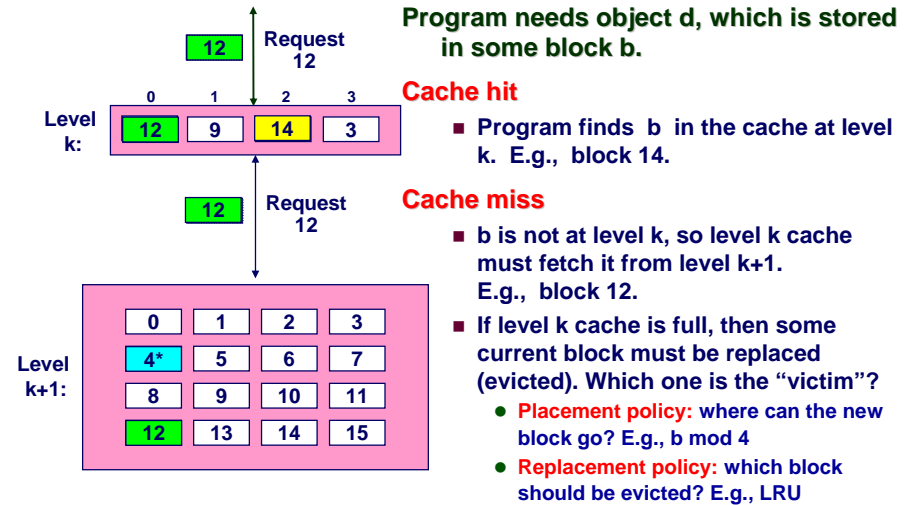 12
Request
12
0 1 2 3
Level
k:
12 9 14 3
12
Request
12
Level
k+1:
0 1 2 3
4* 5 6 7
8 9 10 11
12 13 14 15
Program needs object d, which is stored
in some block b.
Cache hit
■ Program finds b in the cache at level
k. E.g., block 14.
Cache miss
■ b is not at level k, so level k cache
must fetch it from level k+1.
E.g., block 12.
■ If level k cache is full, then some
current block must be replaced
(evicted). Which one is the “victim”?
● Placement policy: where can the new
block go? E.g., b mod 4
● Replacement policy: which block
should be evicted? E.g., LRU